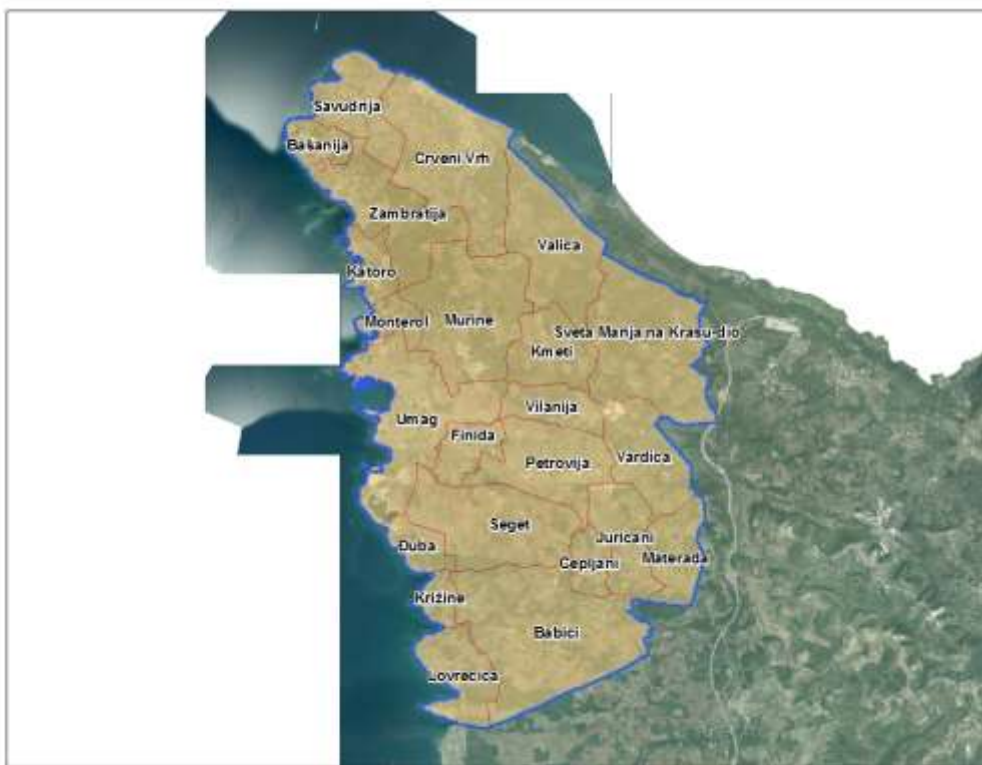 Savudrija
Bašanija
Crveni Vrh
Zambratija
Valica
Katoro
Monterol
Murine
Sveta Marija na Krasu-dio
Kmeti
Vilanija
Umag
Finida
Petrovija
Vardica
Seget
Juricani
Đuba
Cepljani
Materada
Križine
Babici
Lovrecica